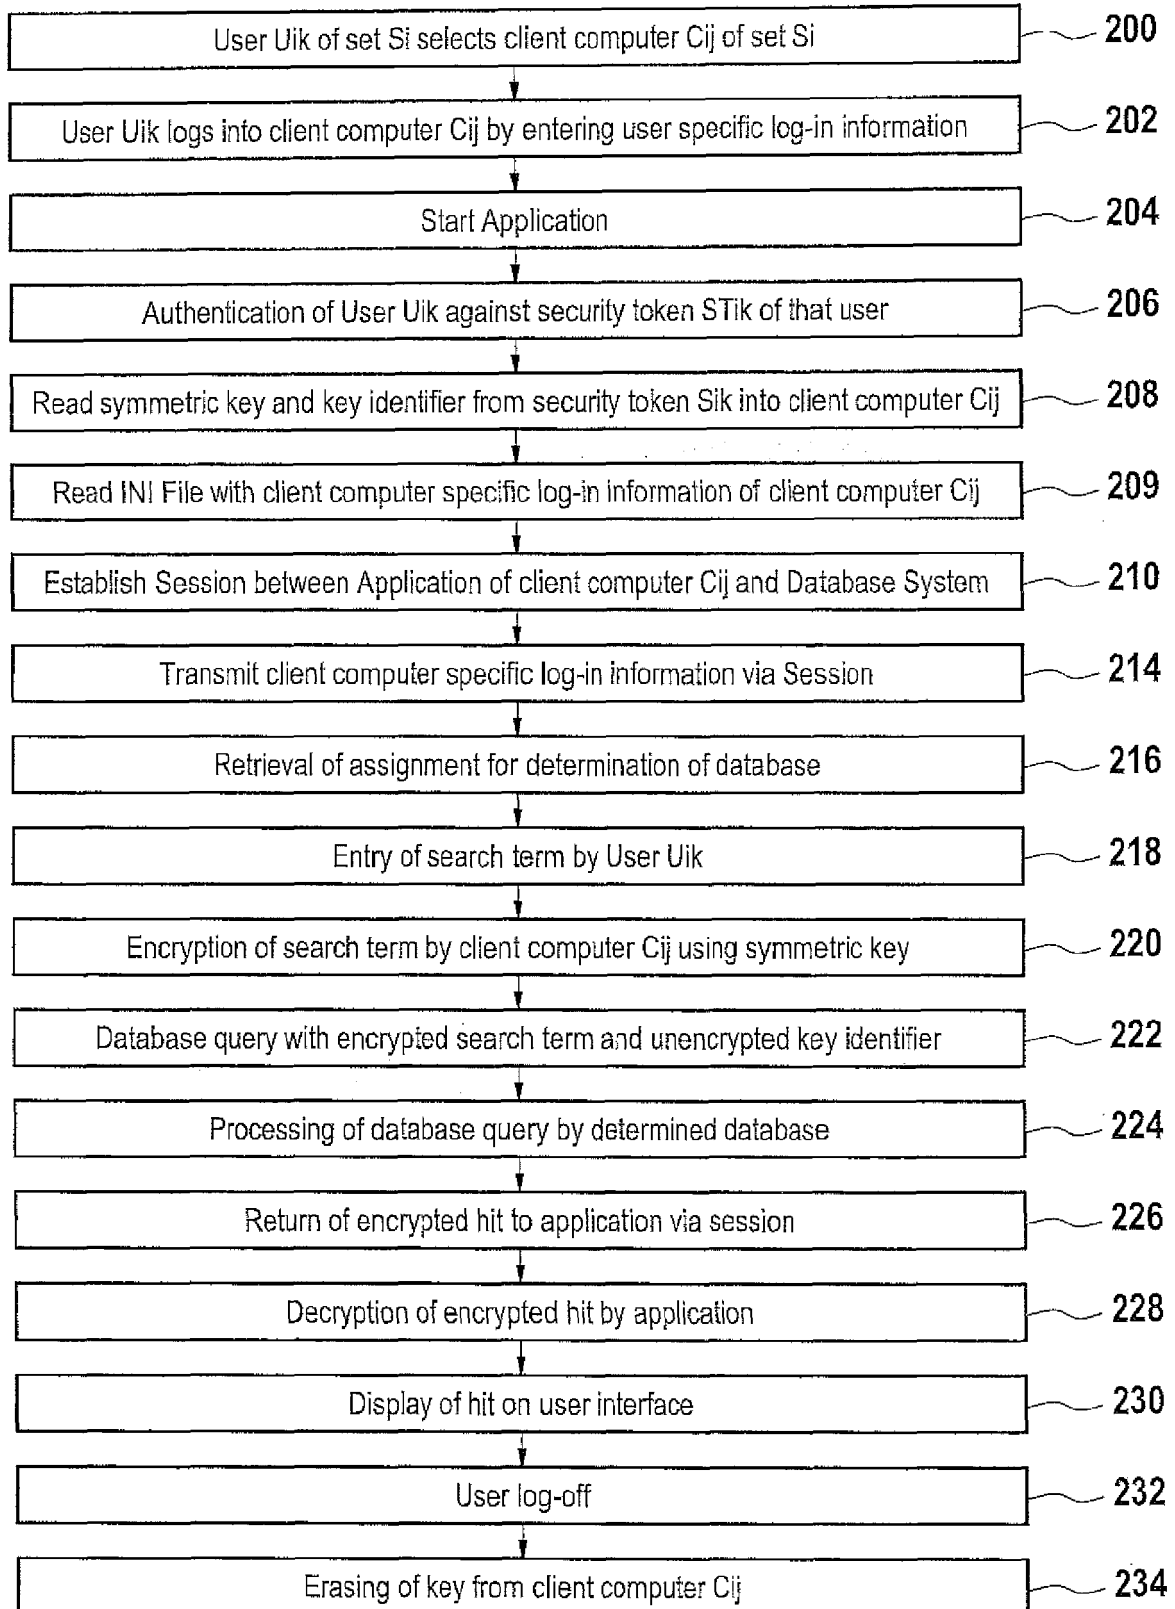 User Uik of set Si selects client computer Cij of set Si 200
User Uik logs into client computer Cij by entering user specific log-in information 202
Start Application 204
Authentication of User Uik against security token STik of that user 206
Read symmetric key and key identifier from security token Sik into client computer Cij 208
Read INI File with client computer specific log-in information of client computer Cij 209
Establish Session between Application of client computer Cij and Database System 210
Transmit client computer specific log-in information via Session 214
Retrieval of assignment for determination of database 216
Entry of search term by User Uik 218
Encryption of search term by client computer Cij using symmetric key 220
Database query with encrypted search term and unencrypted key identifier 222
Processing of database query by determined database 224
Return of encrypted hit to application via session 226
Decryption of encrypted hit by application 228
Display of hit on user interface 230
User log-off 232
Erasing of key from client computer Cij 234